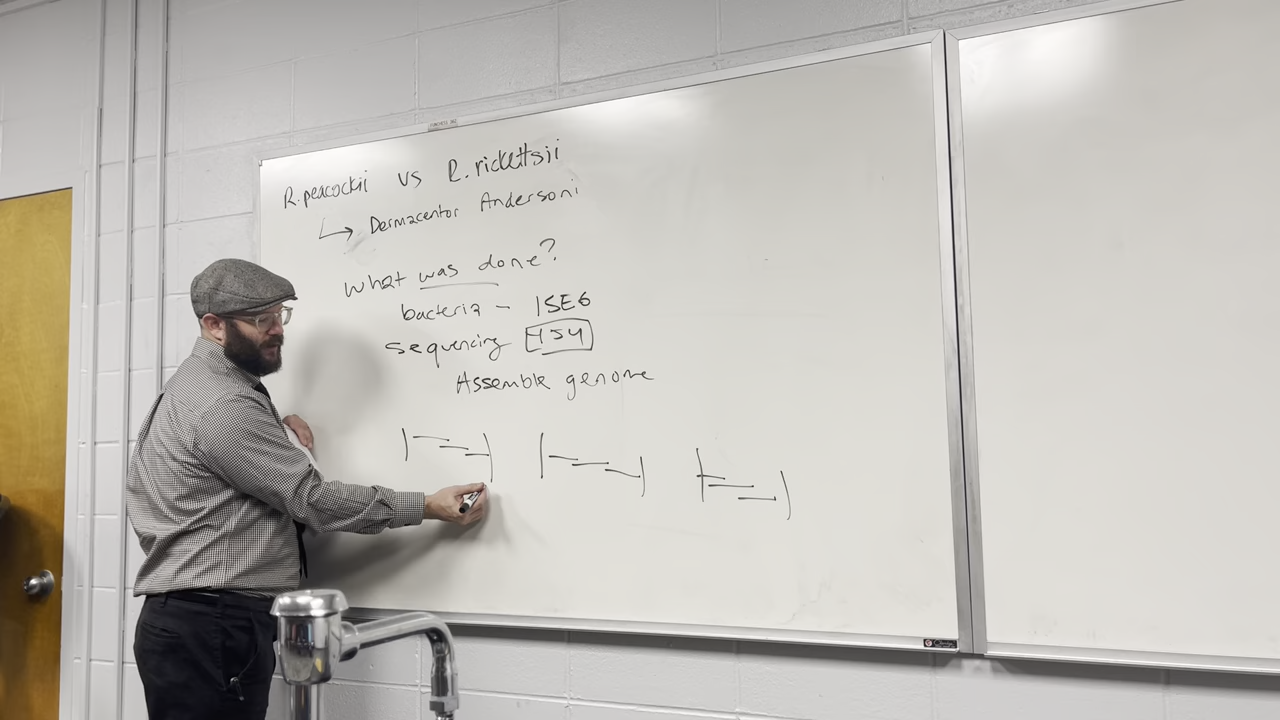 R. peacockii vs R. rickettsii
↳ Dermacentor Andersoni
What was done?
bacteria - ISE6
sequencing 454
Assemble genome